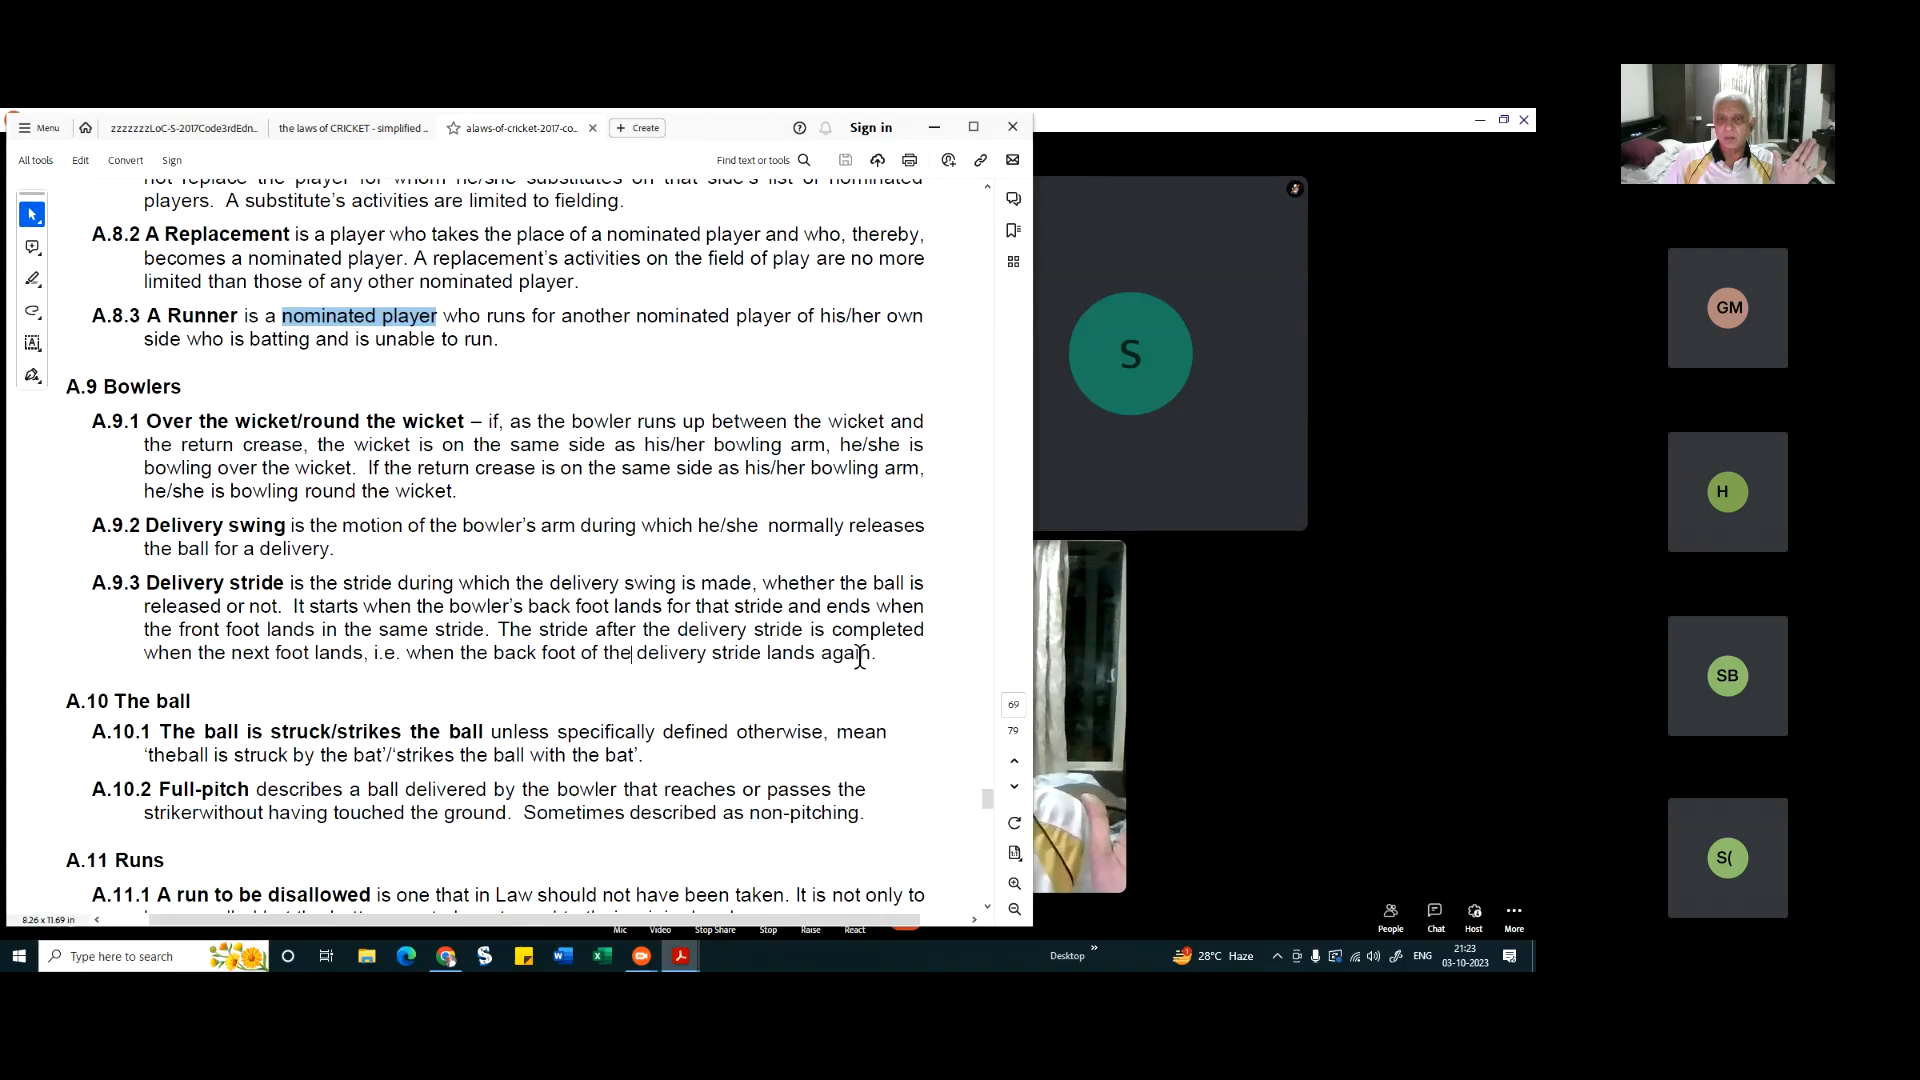 Menu
zzzzzzzLoC-S-2017Code3rdEdn...
the laws of CRICKET - simplified ...
alaws-of-cricket-2017-co...
Create
Sign in
All tools
Edit
Convert
Sign
Find text or tools
not replace the player for whom he/she substitutes on that side's list of nominated
players. A substitute's activities are limited to fielding.
A.8.2 A Replacement is a player who takes the place of a nominated player and who, thereby,
becomes a nominated player. A replacement's activities on the field of play are no more
limited than those of any other nominated player.
A.8.3 A Runner is a nominated player who runs for another nominated player of his/her own
side who is batting and is unable to run.
A.9 Bowlers
A.9.1 Over the wicket/round the wicket – if, as the bowler runs up between the wicket and
the return crease, the wicket is on the same side as his/her bowling arm, he/she is
bowling over the wicket. If the return crease is on the same side as his/her bowling arm,
he/she is bowling round the wicket.
A.9.2 Delivery swing is the motion of the bowler's arm during which he/she normally releases
the ball for a delivery.
A.9.3 Delivery stride is the stride during which the delivery swing is made, whether the ball is
released or not. It starts when the bowler's back foot lands for that stride and ends when
the front foot lands in the same stride. The stride after the delivery stride is completed
when the next foot lands, i.e. when the back foot of the delivery stride lands again.
A.10 The ball
A.10.1 The ball is struck/strikes the ball unless specifically defined otherwise, mean
'theball is struck by the bat'/'strikes the ball with the bat'.
A.10.2 Full-pitch describes a ball delivered by the bowler that reaches or passes the
strikerwithout having touched the ground. Sometimes described as non-pitching.
A.11 Runs
A.11.1 A run to be disallowed is one that in Law should not have been taken. It is not only to
69
79
8.26 x 11.69 in
S
GM
H
SB
S(
Mic
Video
Stop Share
Stop
Raise
React
People
Chat
Host
More
Type here to search
Desktop
28°C Haze
ENG
21:23
03-10-2023